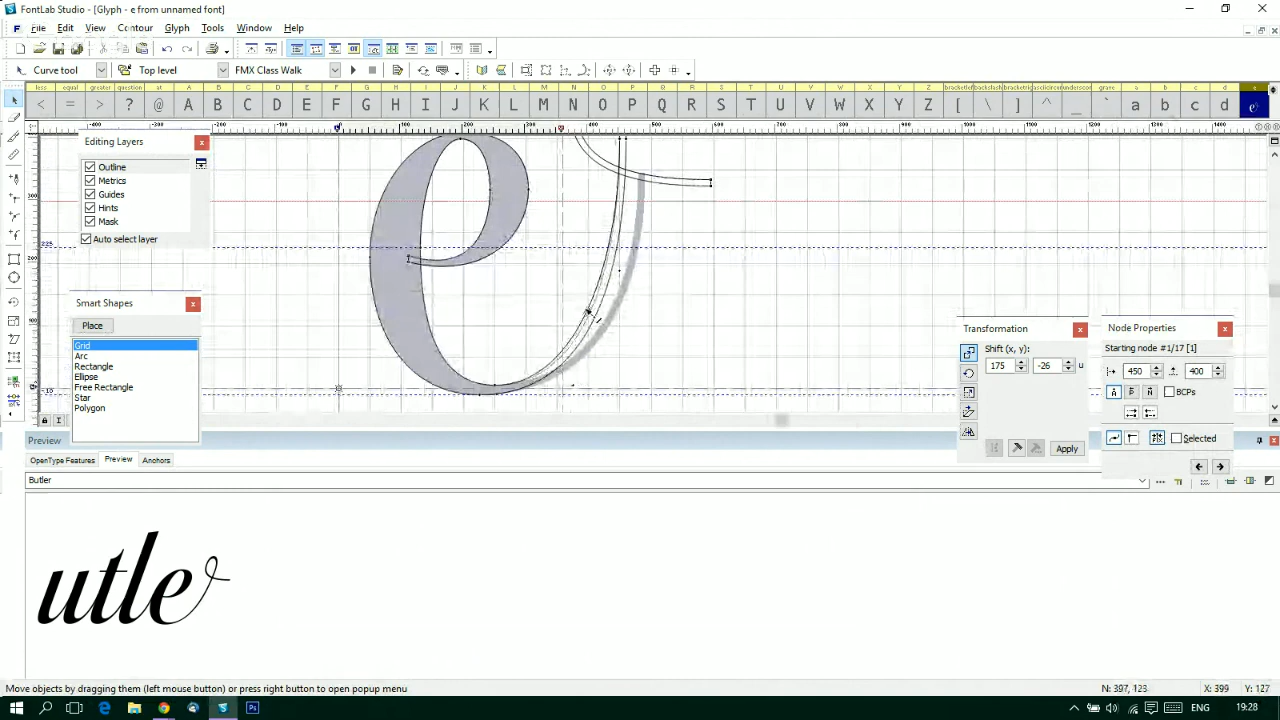 FontLab Studio - [Glyph - e from unnamed font]
File Edit View Contour Glyph Tools Window Help
Curve tool Top level FMX Class Walk
less equal greater question at A B C D E F G H I J K L M N O P Q R S T U V W X Y Z
< = > ? @ A B C D E F G H I J K L M N O P Q R S T U V W X Y Z [ \ ] ^ _ ` a b c d e
Editing Layers
Outline
Metrics
Guides
Hints
Mask
Auto select layer
225
Smart Shapes
Place
Grid
Arc
Rectangle
Ellipse
Free Rectangle
Star
Polygon
-10
Transformation
Shift (x, y):
175 -26 u
Apply
Node Properties
Starting node #1/17 [1]
450 400
BCPs
Selected
Preview
OpenType Features Preview Anchors
Butler
utle
Move objects by dragging them (left mouse button) or press right button to open popup menu
N: 397, 123 X: 399 Y: 127
ENG 19:28